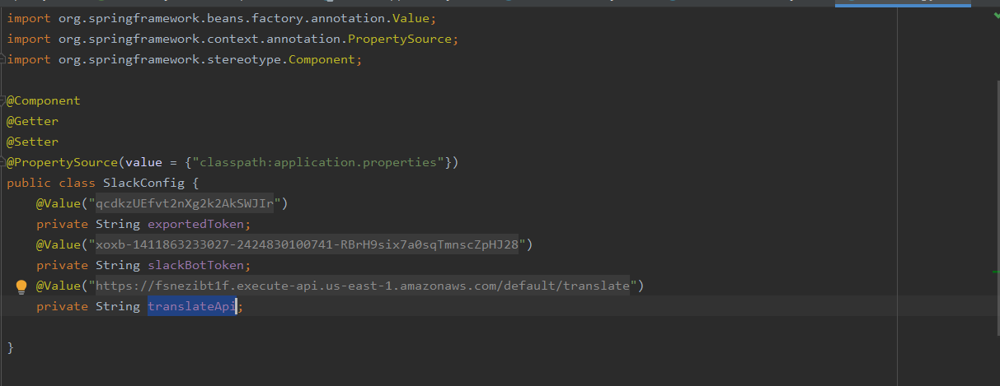 import org.springframework.beans.factory.annotation.Value;
import org.springframework.context.annotation.PropertySource;
import org.springframework.stereotype.Component;
@Component
@Getter
@Setter
@PropertySource(value = {"classpath:application.properties"})
public class SlackConfig {
@Value("qcdkzUEfvt2nXg2k2AkSWJIr")
private String exportedToken;
@Value("xoxb-1411863233027-2424830100741-RBrH9six7a0sqTmnscZpHJ28")
private String slackBotToken;
@Value("https://fsnezibt1f.execute-api.us-east-1.amazonaws.com/default/translate")
private String translateApi;
}